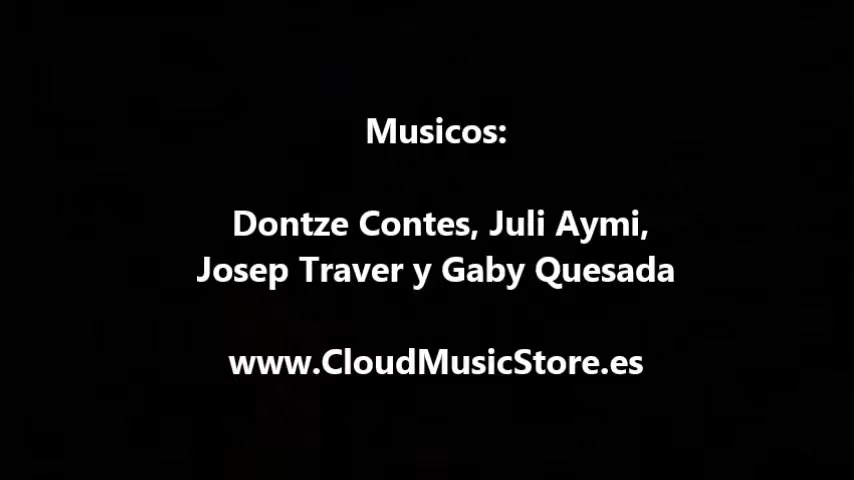 Musicos:
Dontze Contes, Juli Aymi,
Josep Traver y Gaby Quesada
www.CloudMusicStore.es